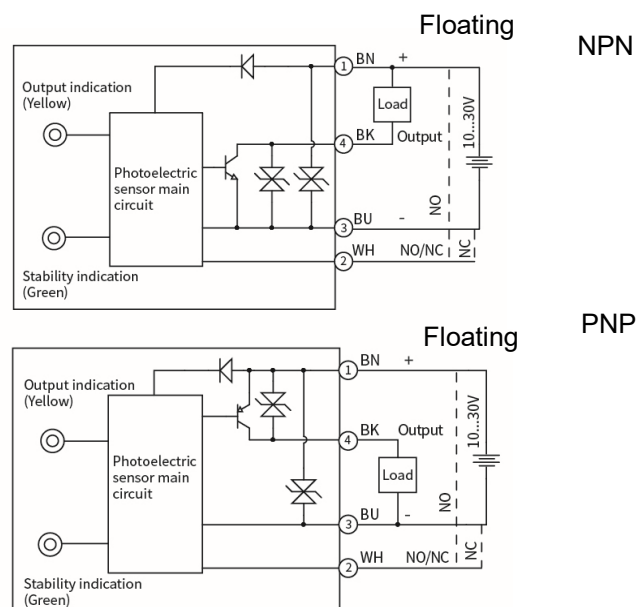 Floating
NPN
Output indication
(Yellow)
Photoelectric
sensor main
circuit
Stability indication
(Green)
1 BN +
Load
4 BK Output
10...30V
NO
3 BU -
2 WH NO/NC
NC
Floating
PNP
Output indication
(Yellow)
Photoelectric
sensor main
circuit
Stability indication
(Green)
1 BN +
4 BK Output
Load
10...30V
NO
3 BU -
2 WH NO/NC
NC